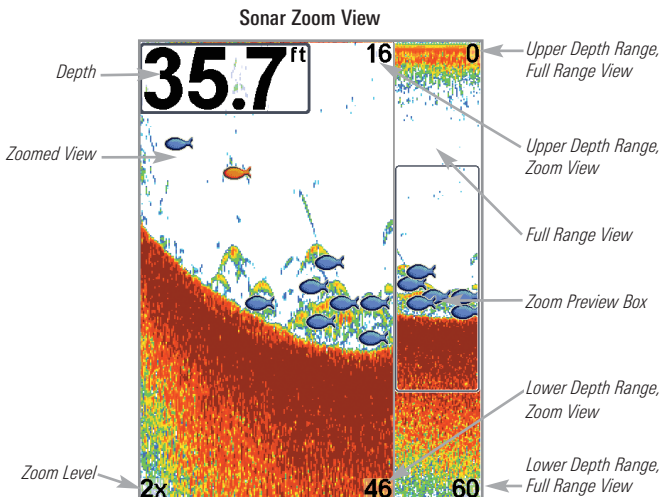 Sonar Zoom View
Depth
35.7 ft
16
0
Upper Depth Range,
Full Range View
Zoomed View
Upper Depth Range,
Zoom View
Full Range View
Zoom Preview Box
Lower Depth Range,
Zoom View
Zoom Level
2x
46
60
Lower Depth Range,
Full Range View